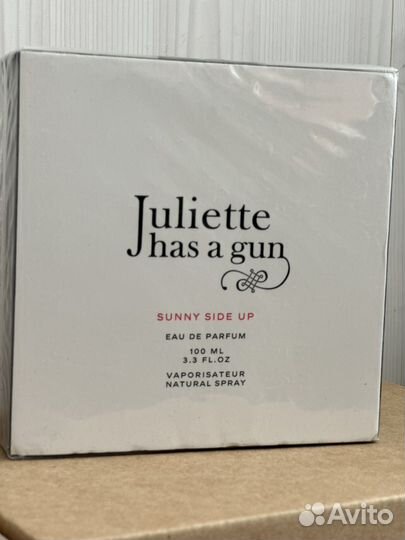 Juliette
has a gun
SUNNY SIDE UP
EAU DE PARFUM
100 ML
3.3 FL.OZ
VAPORISATEUR
NATURAL SPRAY
Avito